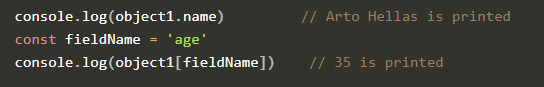 console.log(object1.name)         // Arto Hellas is printed
const fieldName = 'age'
console.log(object1[fieldName])    // 35 is printed